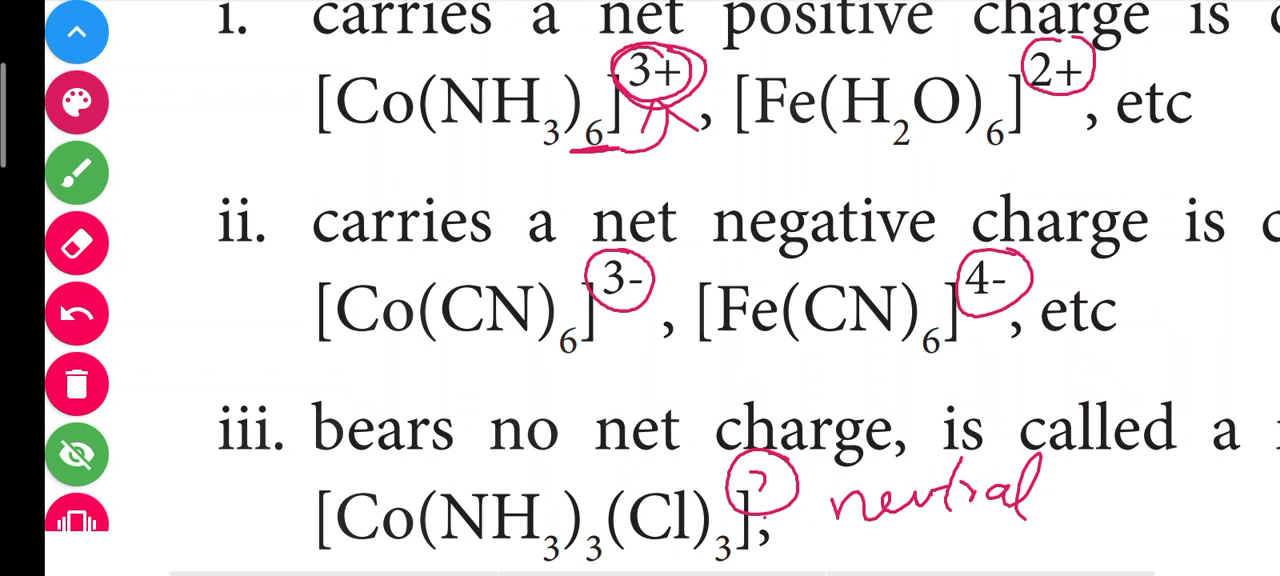 i. carries a net positive charge is
[Co(NH₃)₆]³⁺, [Fe(H₂O)₆]²⁺, etc
ii. carries a net negative charge is
[Co(CN)₆]³⁻, [Fe(CN)₆]⁴⁻, etc
iii. bears no net charge, is called a
[Co(NH₃)₃(Cl)₃]?, neutral